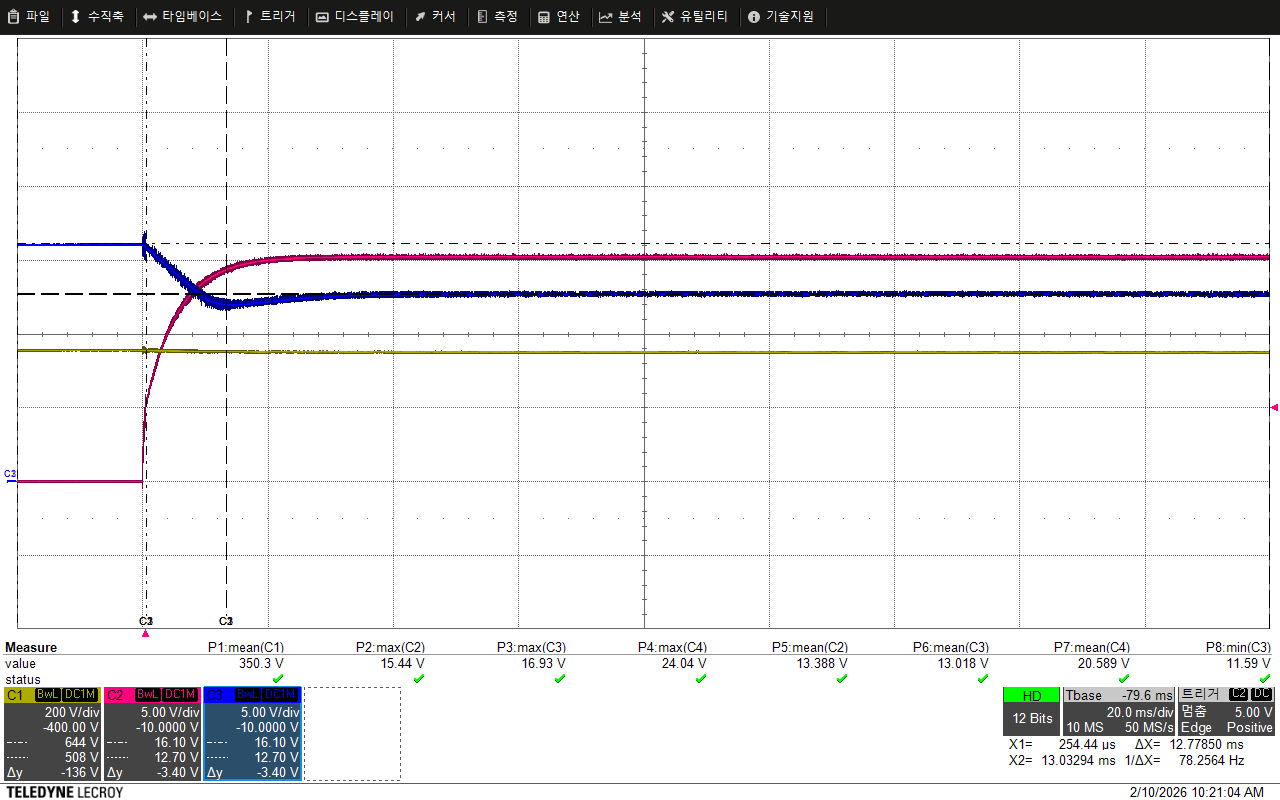 파일 수직축 타임베이스 트리거 디스플레이 커서 측정 연산 분석 유틸리티 기술지원
C3
C3 C3
Measure P1:mean(C1) P2:max(C2) P3:max(C3) P4:max(C4) P5:mean(C2) P6:mean(C3) P7:mean(C4) P8:min(C3)
value 350.3 V 15.44 V 16.93 V 24.04 V 13.388 V 13.018 V 20.589 V 11.59 V
status
C1 BwL DC1M C2 BwL DC1M C3 BwL DC1M HD Tbase -79.6 ms 트리거 C2 DC
200 V/div 5.00 V/div 5.00 V/div 12 Bits 20.0 ms/div 멈춤 5.00 V
-400.00 V -10.0000 V -10.0000 V 10 MS 50 MS/s Edge Positive
644 V 16.10 V 16.10 V X1= 254.44 µs ΔX= 12.77850 ms
508 V 12.70 V 12.70 V X2= 13.03294 ms 1/ΔX= 78.2564 Hz
Δy -136 V Δy -3.40 V Δy -3.40 V
TELEDYNE LECROY 2/10/2026 10:21:04 AM